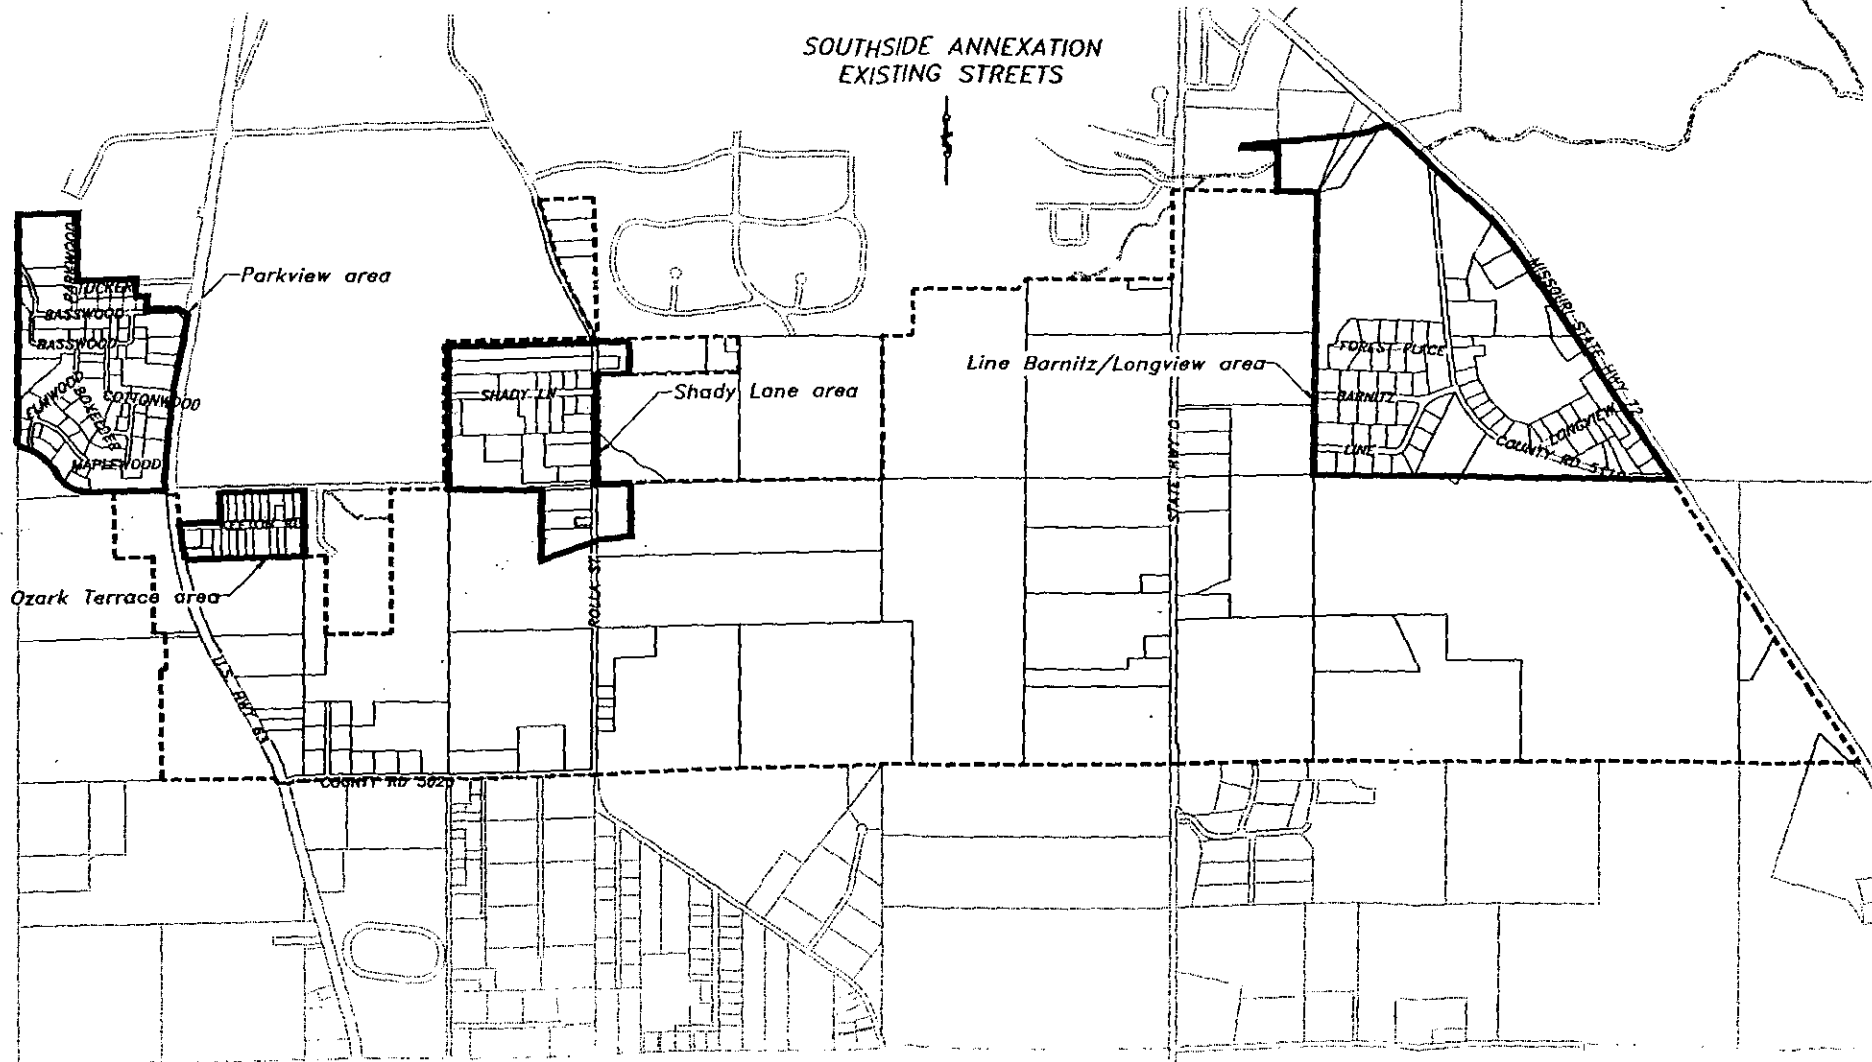 SOUTHSIDE ANNEXATION
EXISTING STREETS
PARKWOOD
TUCKER
BASSWOOD
BASSWOOD
ELMWOOD
BOXELDER
COTTONWOOD
MAPLEWOOD
Parkview area
SHADY LN
Shady Lane area
Line Barnitz/Longview area
FOREST PLACE
BARNITZ
LINE
LONGVIEW
COUNTY RD
MISSOURI STATE HWY 72
STATE HWY O
ROLLA ST
Ozark Terrace area
U.S. HWY 63
COUNTY RD